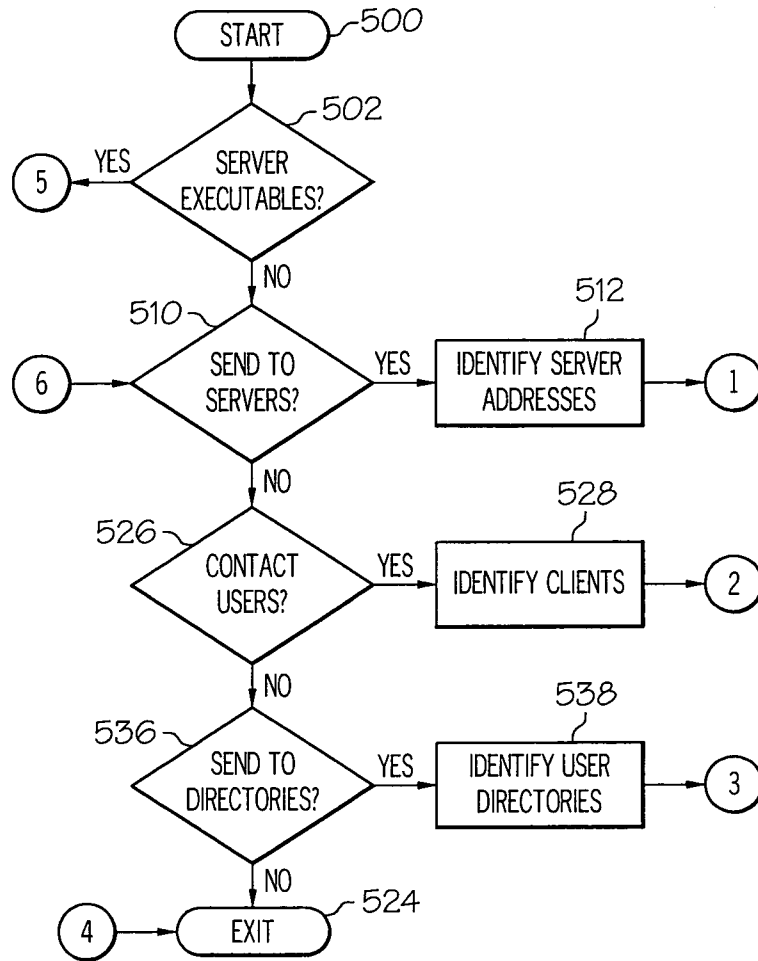 START
500
502
YES
5
SERVER
EXECUTABLES?
NO
510
512
6
SEND TO
SERVERS?
YES
IDENTIFY SERVER
ADDRESSES
1
NO
526
528
CONTACT
USERS?
YES
IDENTIFY CLIENTS
2
NO
536
538
SEND TO
DIRECTORIES?
YES
IDENTIFY USER
DIRECTORIES
3
NO
4
EXIT
524